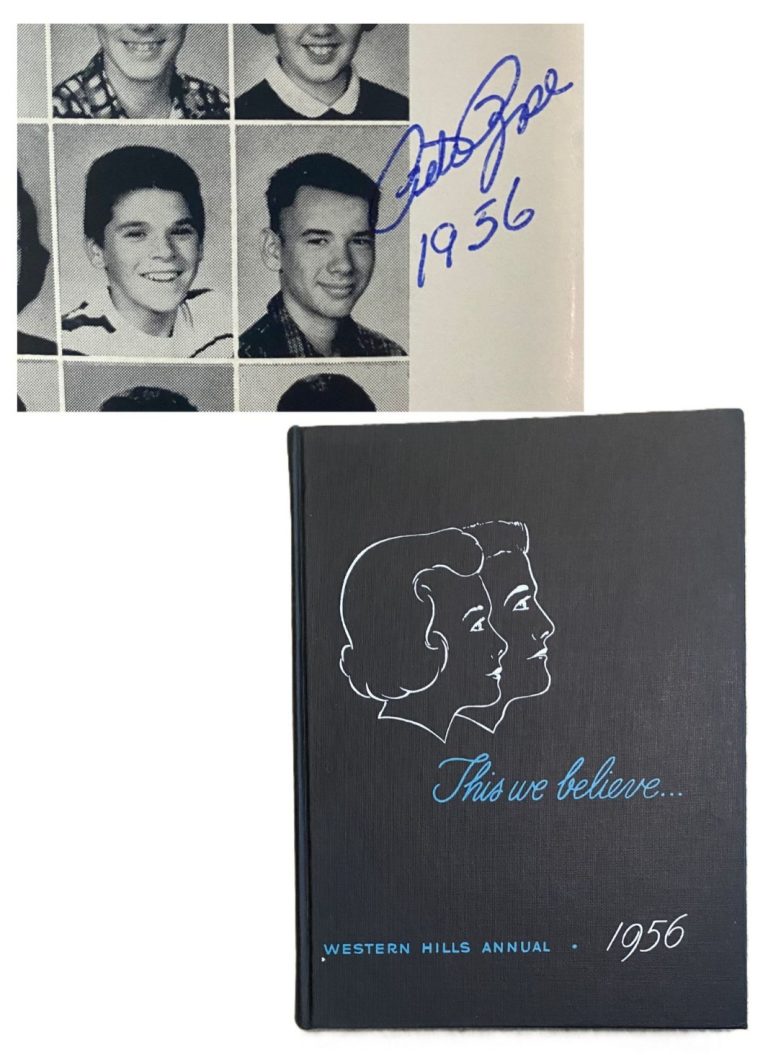 Pete Rose
1956
This we believe...
WESTERN HILLS ANNUAL • 1956